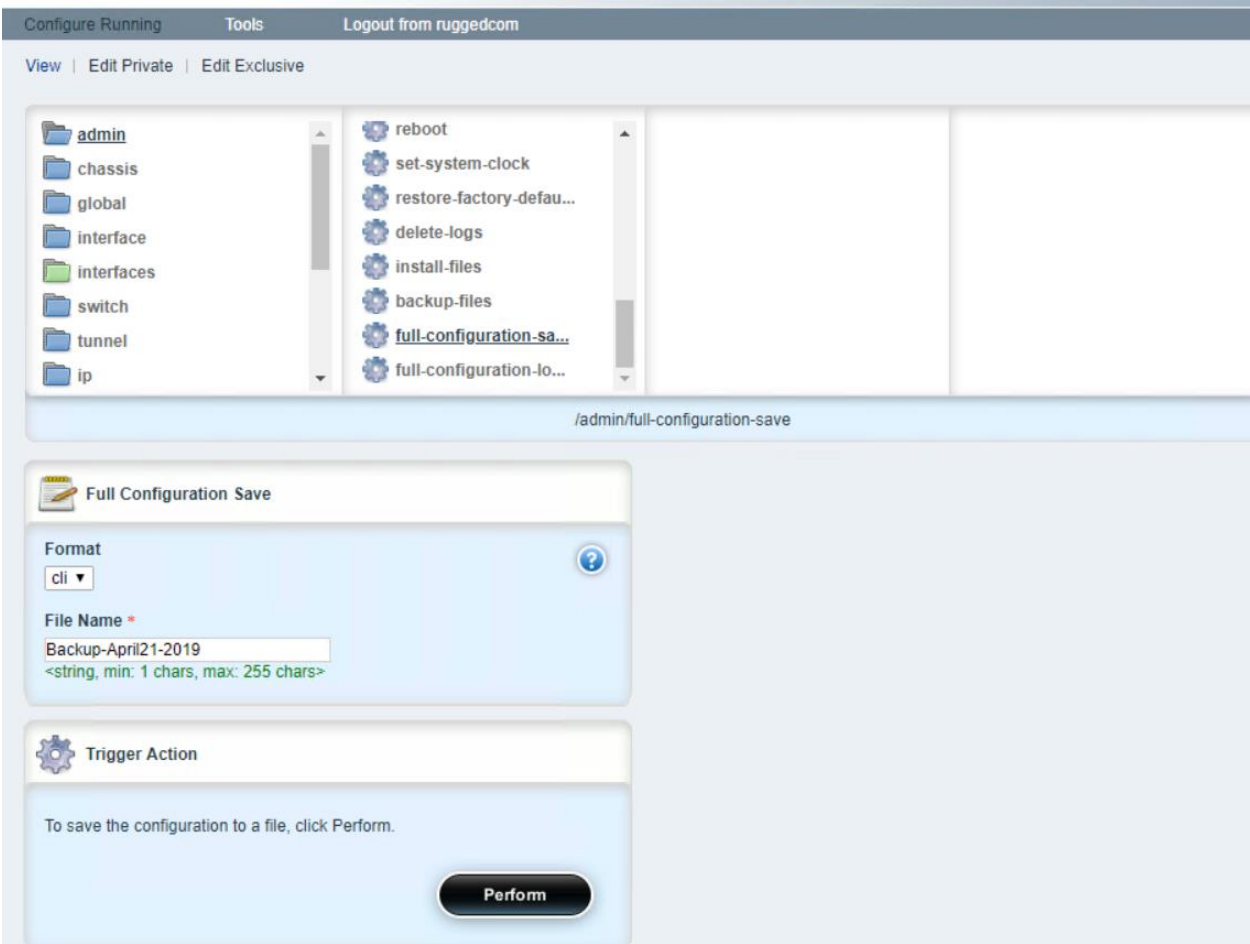 Configure Running Tools Logout from ruggedcom
View | Edit Private | Edit Exclusive
admin
chassis
global
interface
interfaces
switch
tunnel
ip
reboot
set-system-clock
restore-factory-defau...
delete-logs
install-files
backup-files
full-configuration-sa...
full-configuration-lo...
/admin/full-configuration-save
Full Configuration Save
Format
cli
File Name *
Backup-April21-2019
<string, min: 1 chars, max: 255 chars>
Trigger Action
To save the configuration to a file, click Perform.
Perform